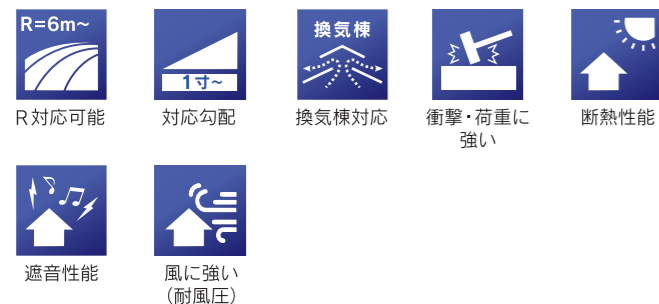 R=6m~
1寸~
換気棟
R対応可能
対応勾配
換気棟対応
衝撃・荷重に
強い
断熱性能
遮音性能
風に強い
（耐風圧）